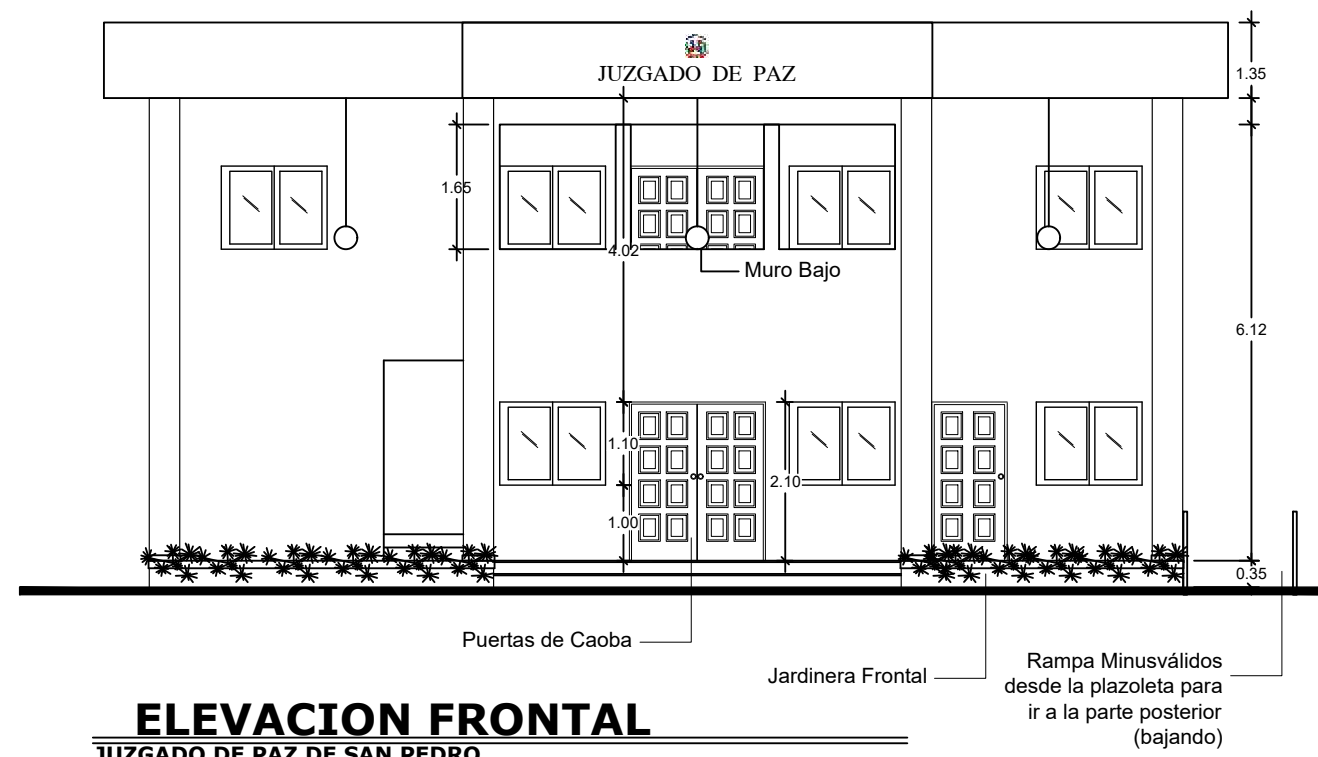 JUZGADO DE PAZ
1.35
1.65
4.02
Muro Bajo
6.12
1.10
2.10
1.00
0.35
Puertas de Caoba
Jardinera Frontal
Rampa Minusválidos
desde la plazoleta para
ir a la parte posterior
(bajando)
ELEVACION FRONTAL
JUZGADO DE PAZ DE SAN PEDRO